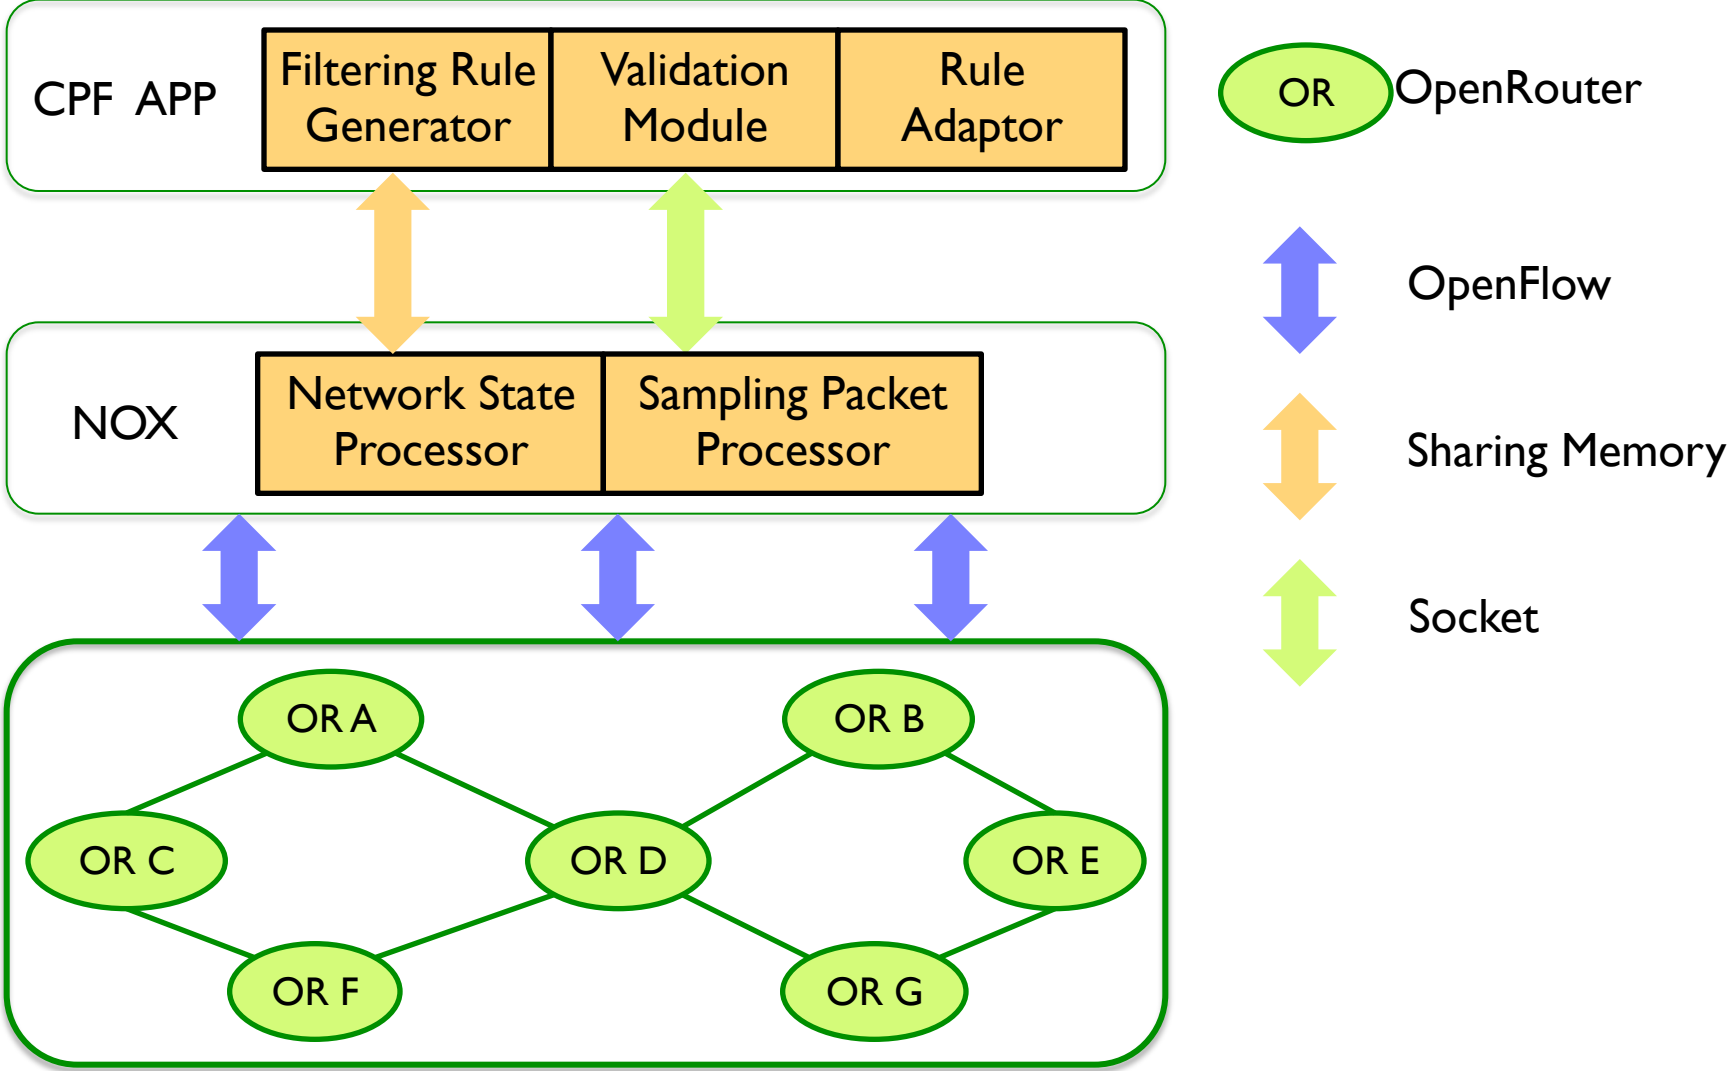 CPF APP
Filtering Rule
Generator
Validation
Module
Rule
Adaptor
OR
OpenRouter
OpenFlow
NOX
Network State
Processor
Sampling Packet
Processor
Sharing Memory
Socket
OR A
OR B
OR C
OR D
OR E
OR F
OR G